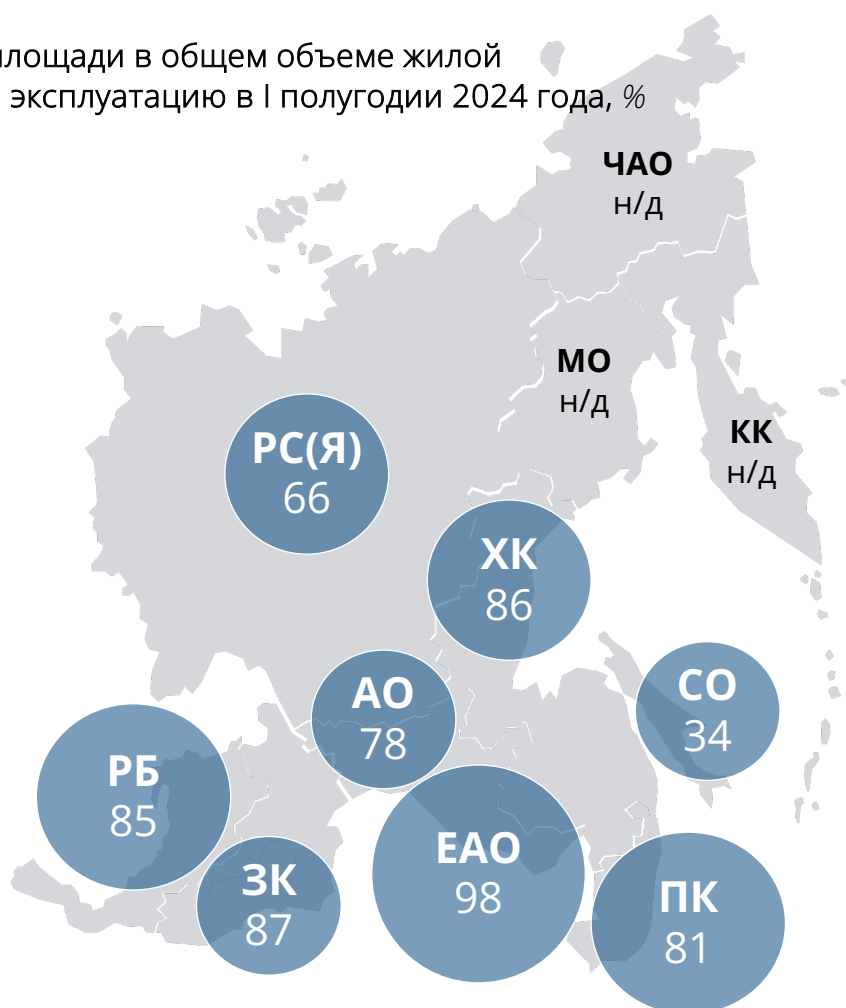 площади в общем объеме жилой
эксплуатацию в I полугодии 2024 года, %
ЧАО
н/д
МО
н/д
КК
н/д
РС(Я)
66
ХК
86
АО
78
СО
34
РБ
85
ЕАО
98
ЗК
87
ПК
81